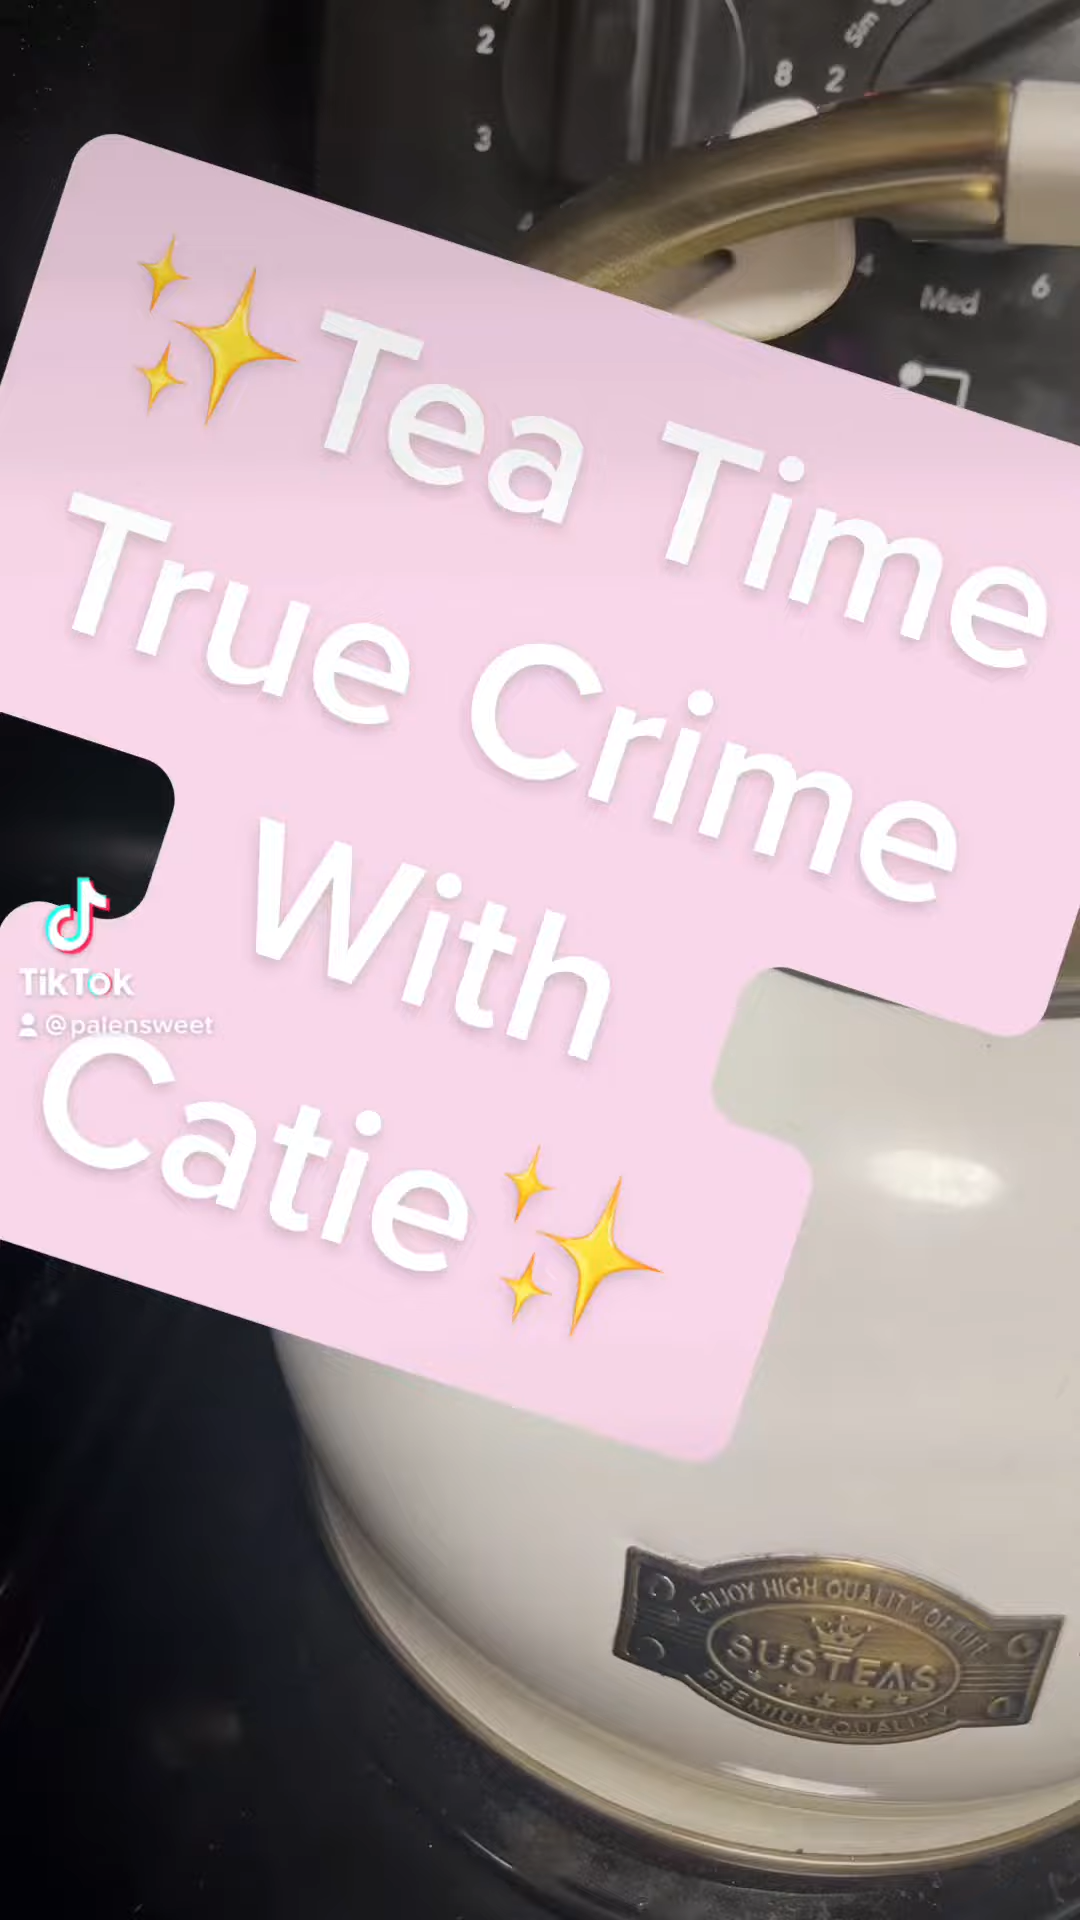 2
3
4
Sim
8 2
4
Med
6
✨Tea Time
True Crime
With
Catie✨
TikTok
@palensweet
ENJOY HIGH QUALITY OF LIFE
SUSTEAS
PREMIUM QUALITY